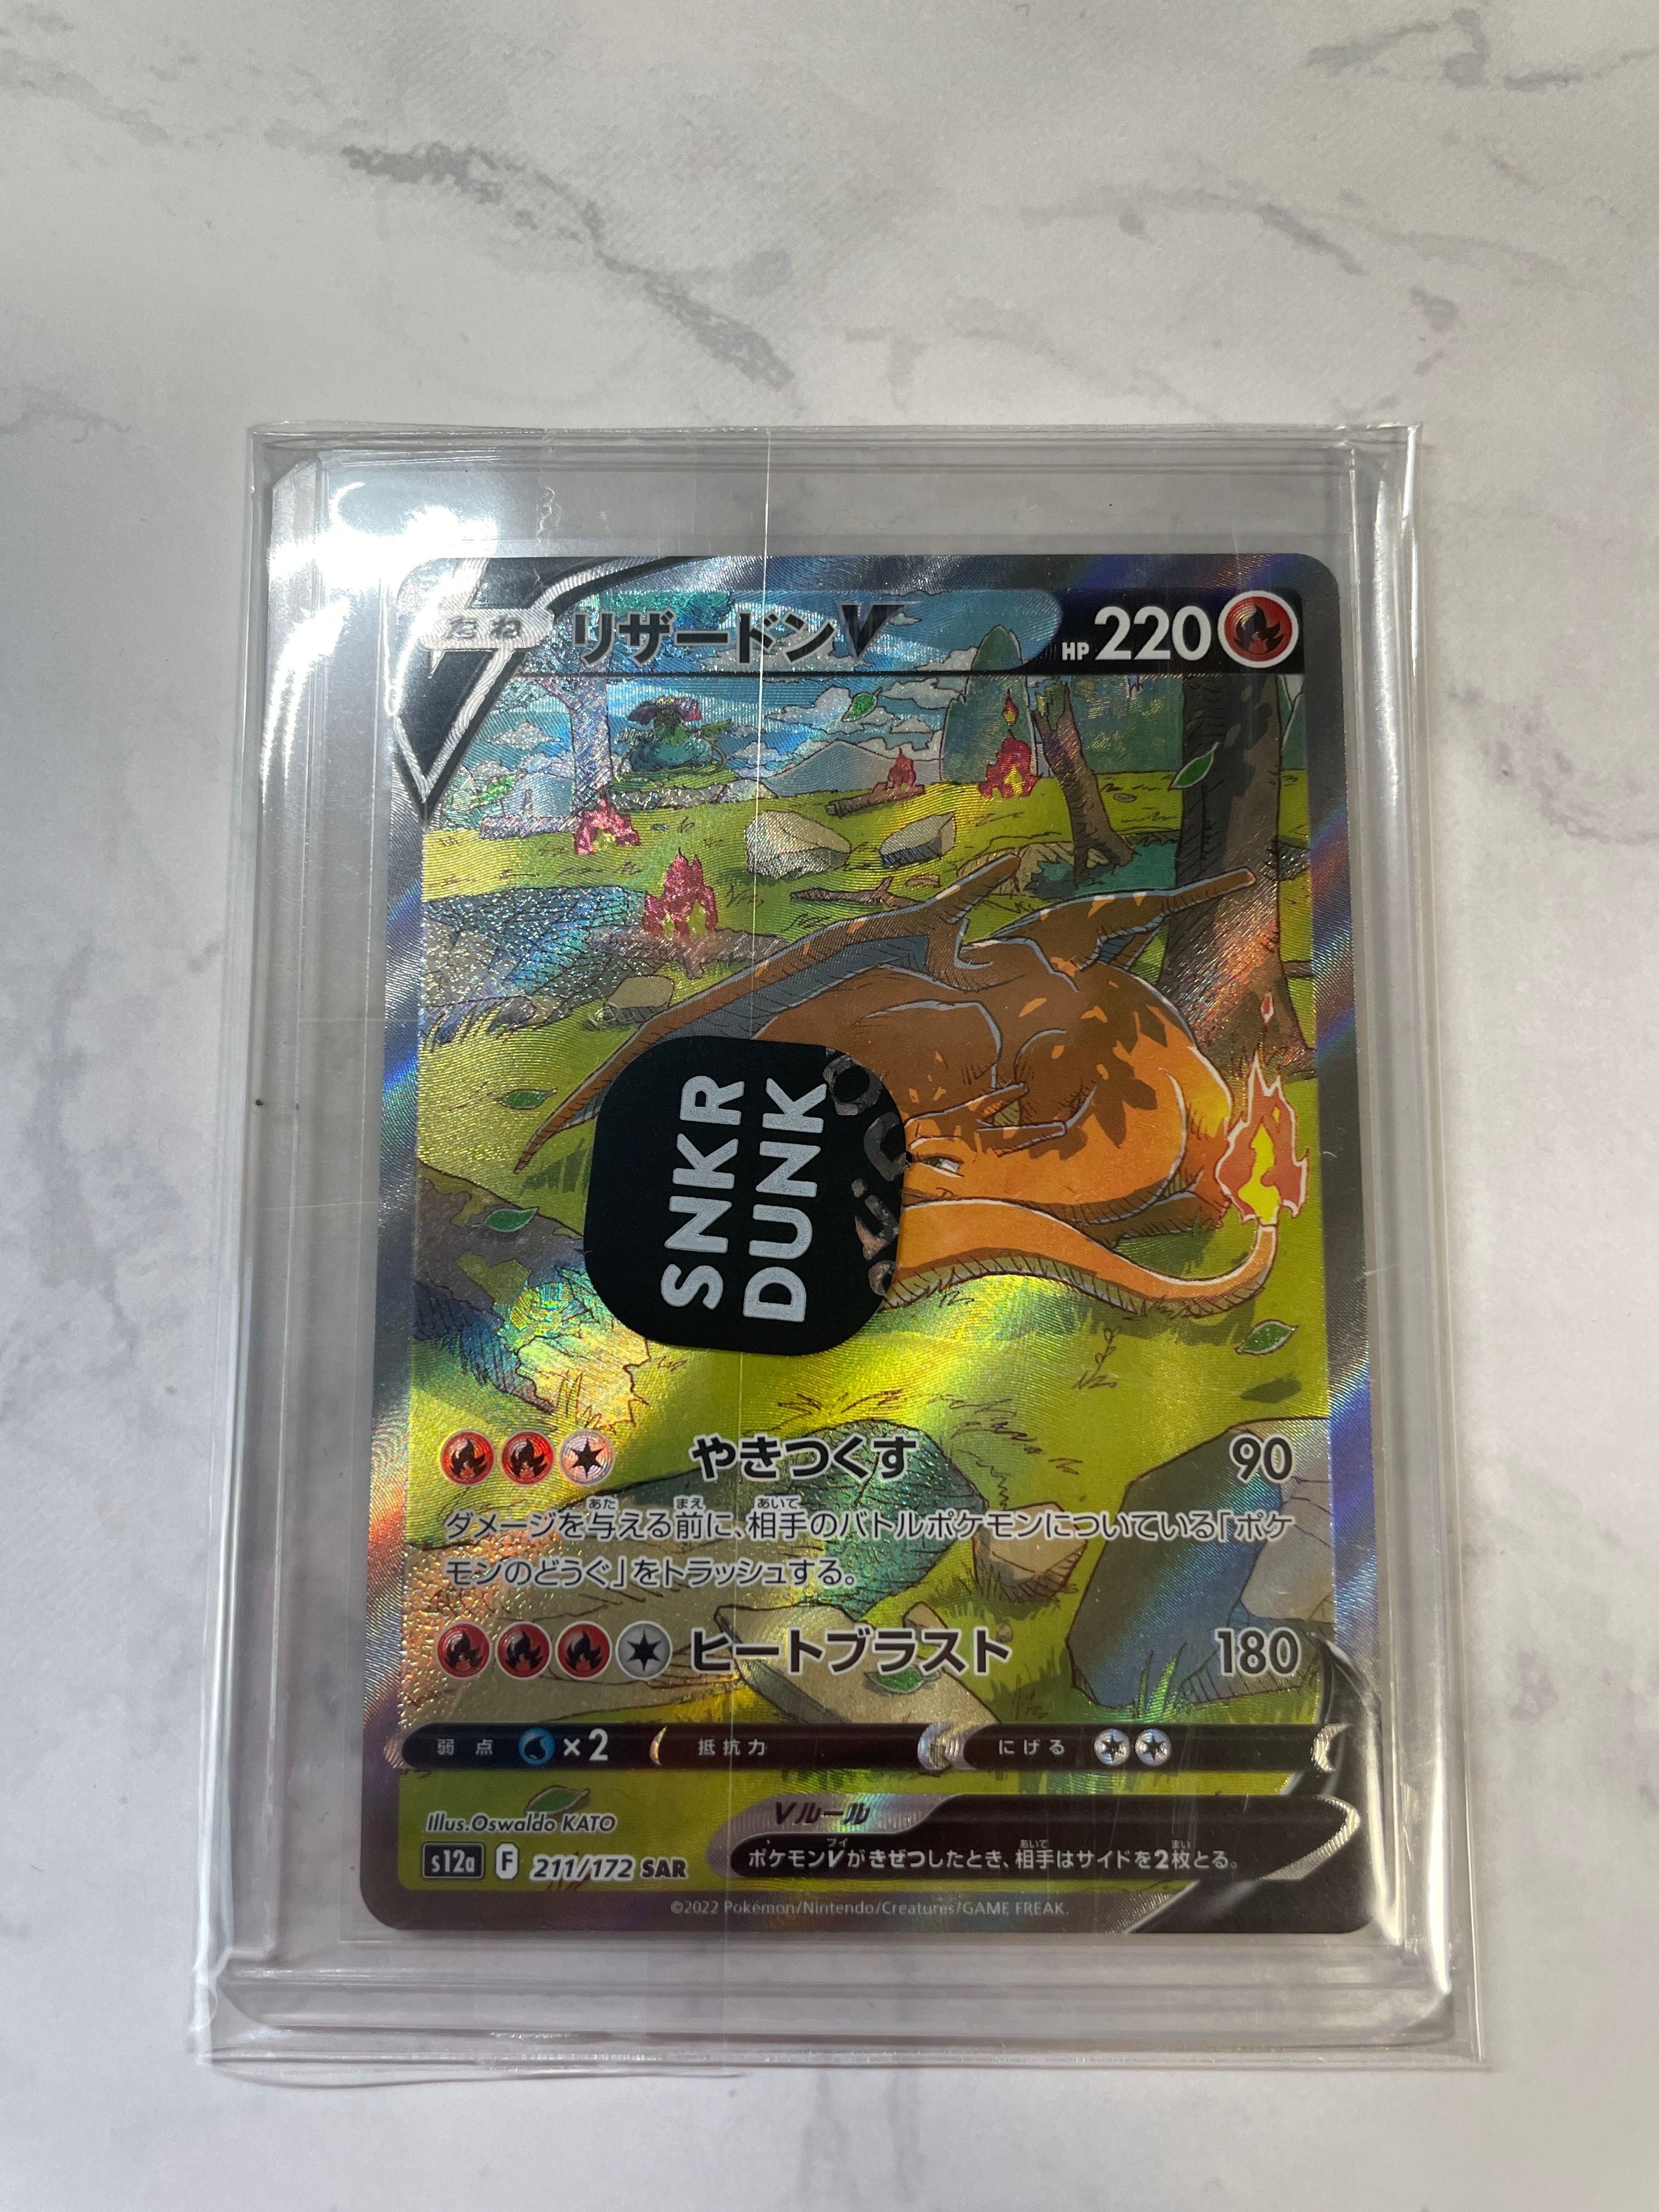 たね リザードンV HP 220
SNKR
DUNK
やきつくす 90
ダメージを与える前に、相手のバトルポケモンについている「ポケ
モンのどうぐ」をトラッシュする。
ヒートブラスト 180
弱点 ×2 抵抗力 にげる
Illus.Oswaldo KATO
Vルール
s12a F 211/172 SAR
ポケモンVがきぜつしたとき、相手はサイドを2枚とる。
©2022 Pokémon/Nintendo/Creatures/GAME FREAK.